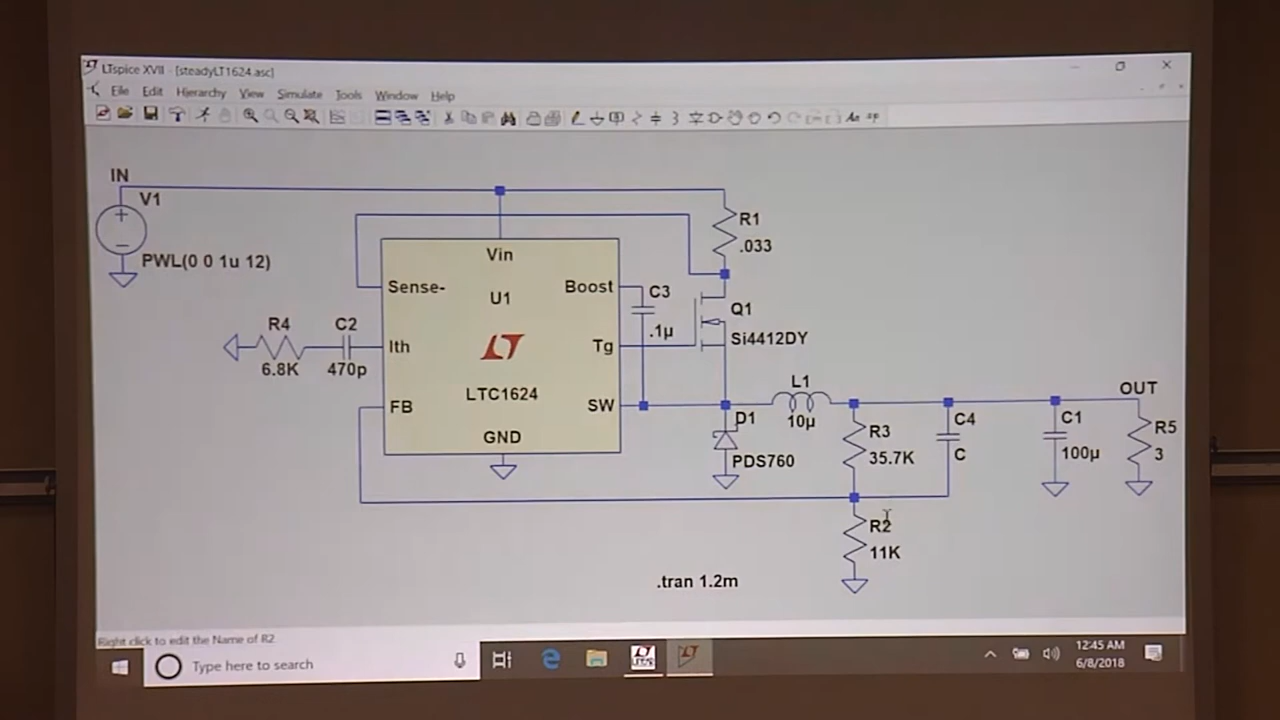 LTspice XVII - [steadyLT1624.asc]
File Edit Hierarchy View Simulate Tools Window Help
IN
V1
PWL(0 0 1u 12)
R1
.033
Vin
Sense-
Boost
U1
C3
.1µ
Q1
Si4412DY
R4
6.8K
C2
470p
Ith
Tg
LTC1624
FB
SW
GND
L1
10µ
D1
PDS760
OUT
R3
35.7K
C4
C
C1
100µ
R5
3
R2
11K
.tran 1.2m
Right click to edit the Name of R2
Type here to search
12:45 AM
6/8/2018